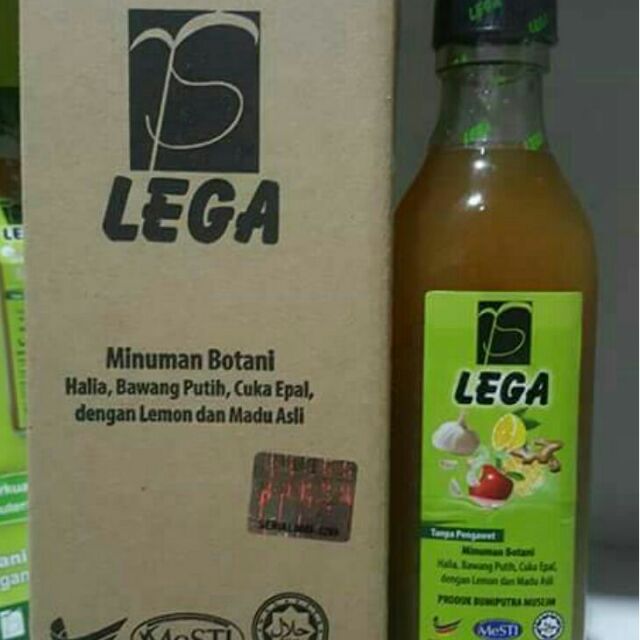 LEGA
Minuman Botani
Halia, Bawang Putih, Cuka Epal,
dengan Lemon dan Madu Asli
MeSTI
حلال
LEGA
LEGA
LEGA
Tanpa Pengawet
Minuman Botani
Halia, Bawang Putih, Cuka Epal,
dengan Lemon dan Madu Asli
PRODUK BUMIPUTRA MUSLIM
MeSTI